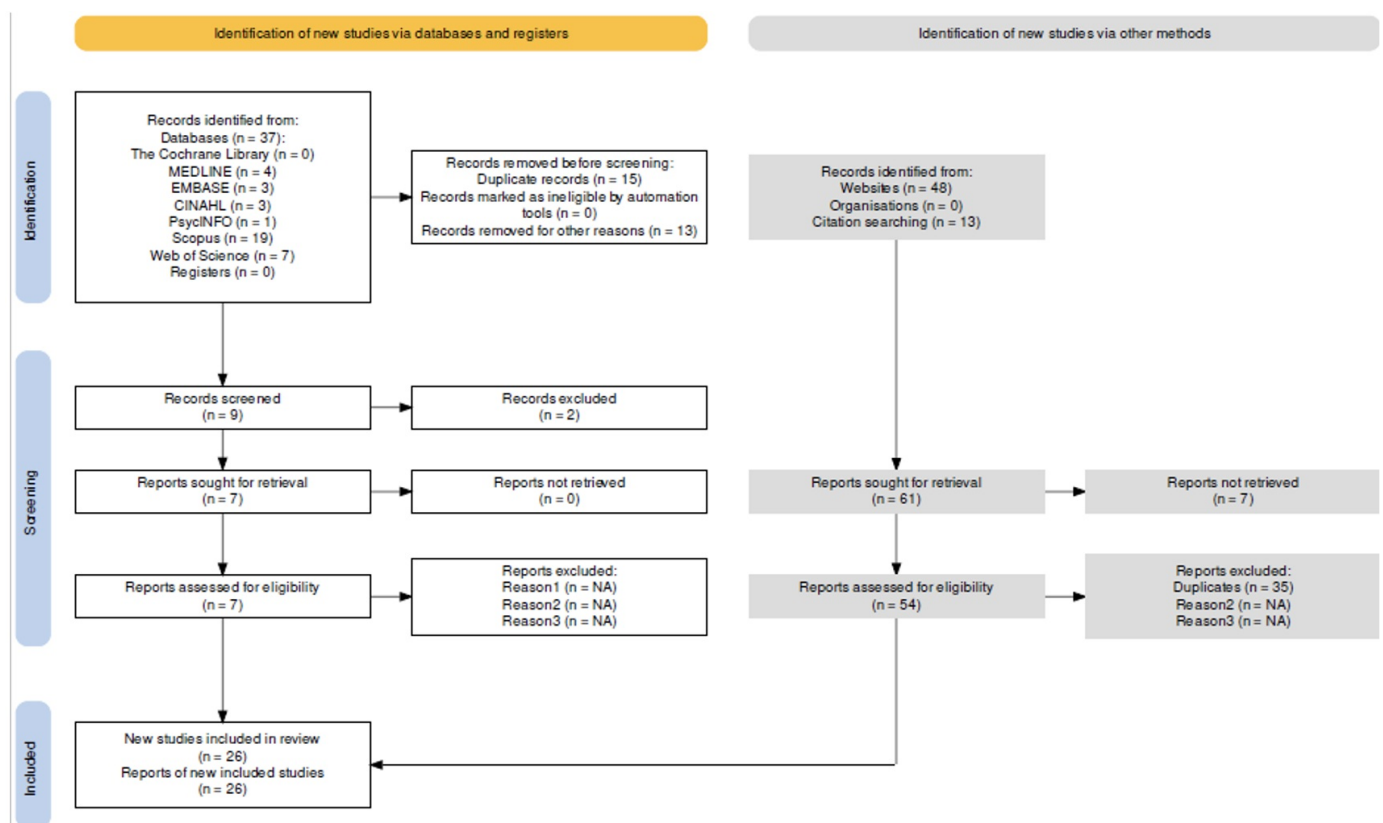 Identification of new studies via databases and registers
Identification of new studies via other methods
Identification
Records identified from:
Databases (n = 37):
The Cochrane Library (n = 0)
MEDLINE (n = 4)
EMBASE (n = 3)
CINAHL (n = 3)
PsycINFO (n = 1)
Scopus (n = 19)
Web of Science (n = 7)
Registers (n = 0)
Records removed before screening:
Duplicate records (n = 15)
Records marked as ineligible by automation
tools (n = 0)
Records removed for other reasons (n = 13)
Records identified from:
Websites (n = 48)
Organisations (n = 0)
Citation searching (n = 13)
Screening
Records screened
(n = 9)
Records excluded
(n = 2)
Reports sought for retrieval
(n = 7)
Reports not retrieved
(n = 0)
Reports sought for retrieval
(n = 61)
Reports not retrieved
(n = 7)
Reports assessed for eligibility
(n = 7)
Reports excluded:
Reason1 (n = NA)
Reason2 (n = NA)
Reason3 (n = NA)
Reports assessed for eligibility
(n = 54)
Reports excluded:
Duplicates (n = 35)
Reason2 (n = NA)
Reason3 (n = NA)
Included
New studies included in review
(n = 26)
Reports of new included studies
(n = 26)